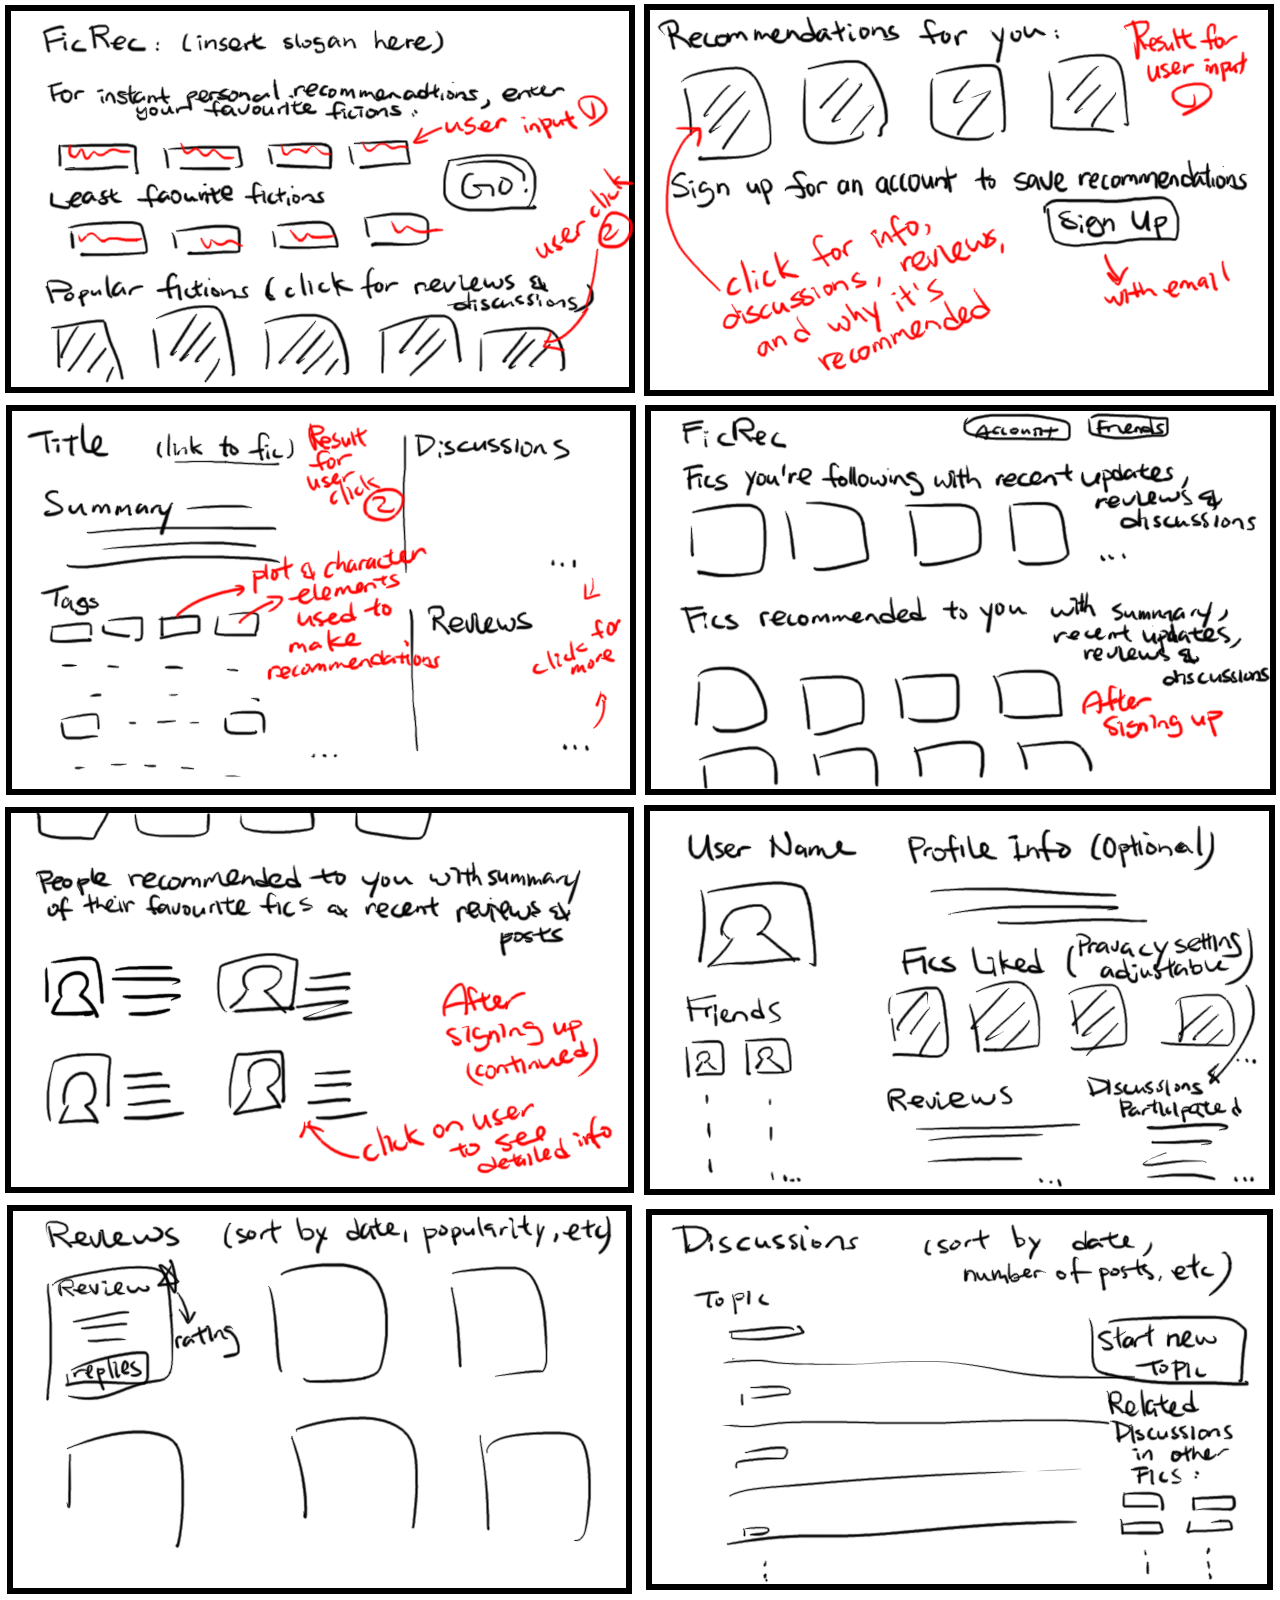 FicRec: (insert slogan here)
For instant personal recommenadtions, enter
your favourite fictions:
user input 1
Least faourite fictions
Go!
user click
2
Popular fictions (click for reviews &
discussions)
Recommendations for you:
Result for
user input
1
Sign up for an account to save recommendations
Sign Up
with email
click for info,
discussions, reviews,
and why it's
recommended
Title (link to fic)
Result
for
user
click
2
Discussions
Summary
...
plot & character
elements
used to
make
recommendations
Tags
Reviews
click for
more
...
...
FicRec
Account
Friends
Fics you're following with recent updates,
reviews &
discussions
...
Fics recommended to you with summary,
recent updates,
reviews &
discussions
After
signing up
People recommended to you with summary
of their favourite fics & recent reviews &
posts
After
signing up
(continued)
click on user
to see
detailed info
User Name
Profile Info (Optional)
Fics Liked (Pravacy setting
adjustable)
Friends
...
Reviews
Discussions
Participated
...
...
...
Reviews (sort by date, popularity, etc)
Review
rating
replies
Discussions (sort by date,
number of posts, etc)
Topic
Start new
Topic
Related
Discussions
in other
Fics: